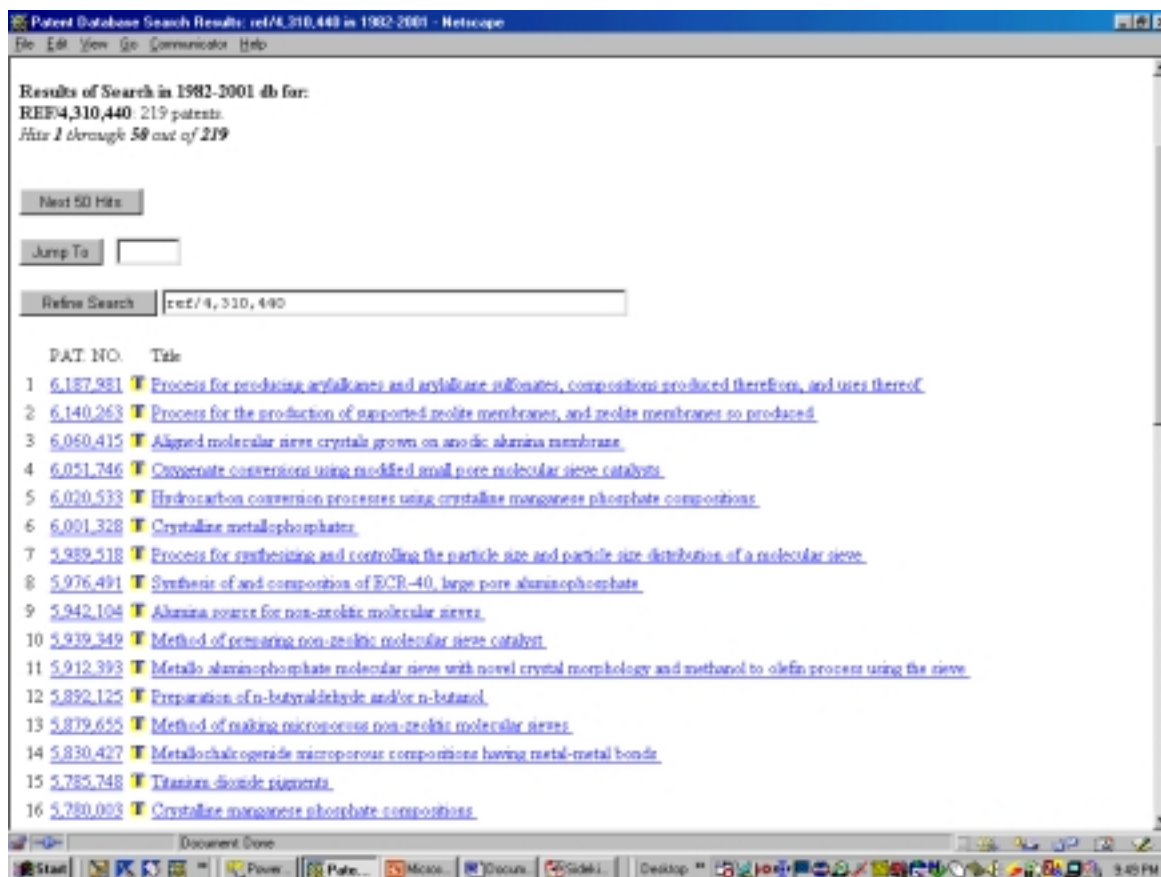 Patent Database Search Results: ref/4,310,440 in 1982-2001 - Netscape
File Edit View Go Communicator Help
Results of Search in 1982-2001 db for:
REF/4,310,440: 219 patents.
Hits 1 through 50 out of 219
Next 50 Hits
Jump To
Refine Search ref/4,310,440
PAT. NO. Title
1 6,187,981 T Process for producing arylalkanes and arylalkane sulfonates, compositions produced therefrom, and uses thereof
2 6,140,263 T Process for the production of supported zeolite membranes, and zeolite membranes so produced
3 6,060,415 T Aligned molecular sieve crystals grown on anodic alumina membrane
4 6,051,746 T Oxygenate conversions using modified small pore molecular sieve catalysts
5 6,020,533 T Hydrocarbon conversion processes using crystalline manganese phosphate compositions
6 6,001,328 T Crystalline metallophosphates
7 5,989,518 T Process for synthesizing and controlling the particle size and particle size distribution of a molecular sieve
8 5,976,491 T Synthesis of and composition of ECR-40, large pore aluminophosphate
9 5,942,104 T Alumina source for non-zeolitic molecular sieves
10 5,939,349 T Method of preparing non-zeolitic molecular sieve catalyst
11 5,912,393 T Metallo aluminophosphate molecular sieve with novel crystal morphology and methanol to olefin process using the sieve
12 5,892,125 T Preparation of n-butyraldehyde and/or n-butanol
13 5,879,655 T Method of making microporous non-zeolitic molecular sieves
14 5,830,427 T Metallochalcogenide microporous compositions having metal-metal bonds
15 5,785,748 T Titanium dioxide pigments
16 5,780,003 T Crystalline manganese phosphate compositions
Document Done
Start Power... Pate... Micros... Docum... Sideki... Desktop 9:48 PM